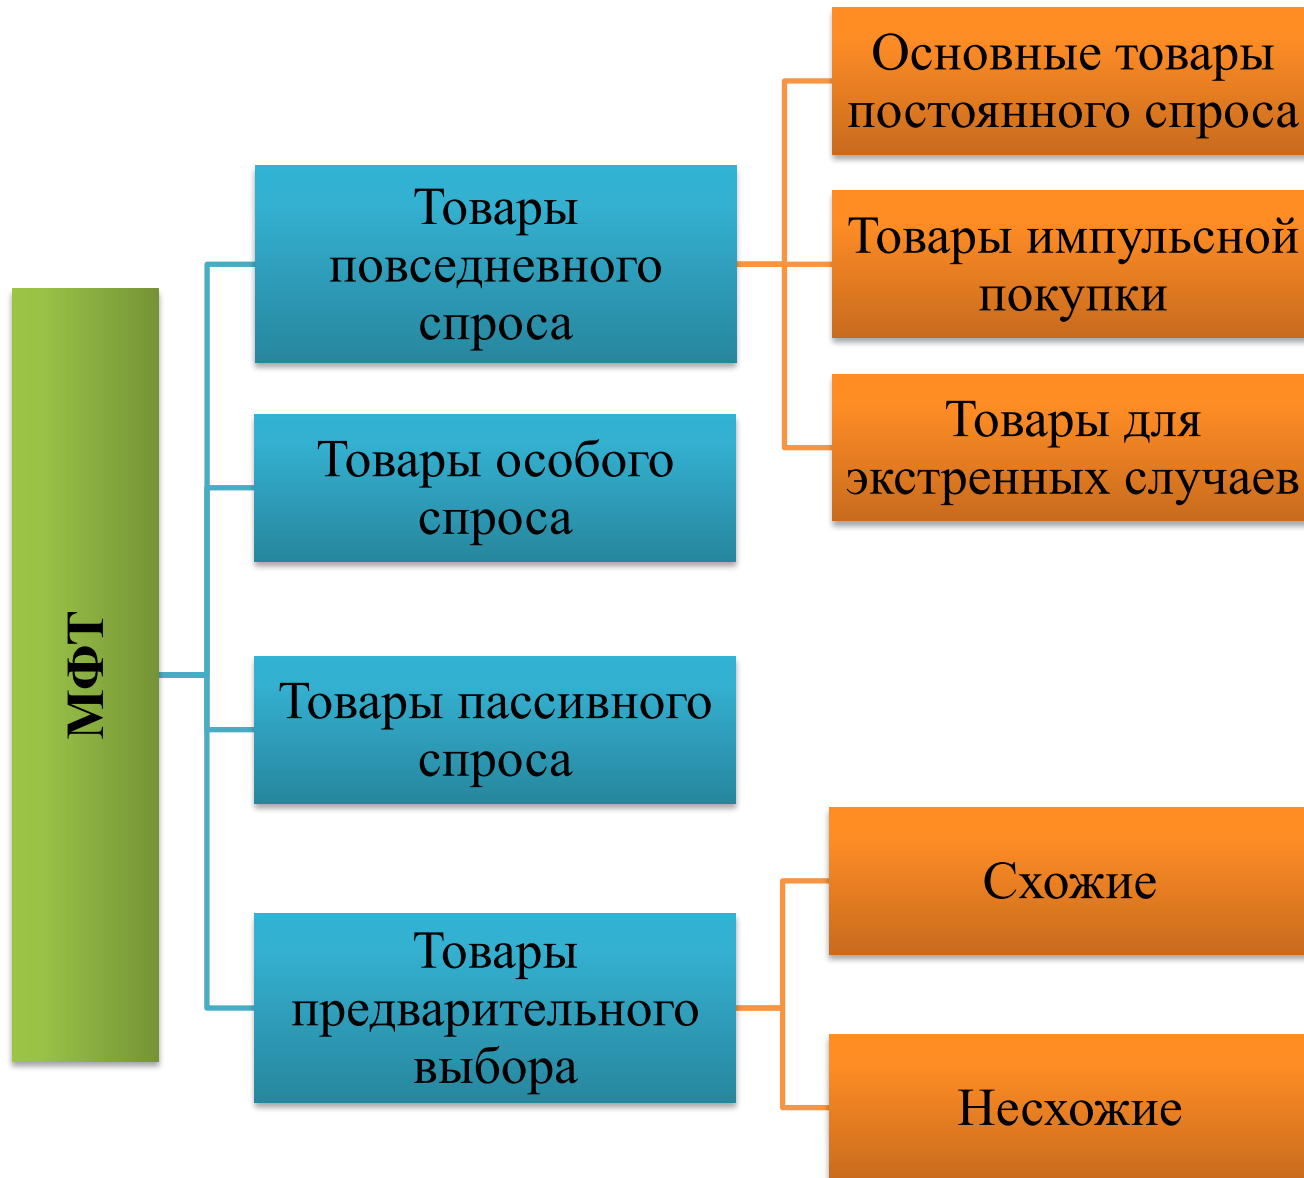 МФТ
Товары
повседневного
спроса
Основные товары
постоянного спроса
Товары импульсной
покупки
Товары для
экстренных случаев
Товары особого
спроса
Товары пассивного
спроса
Товары
предварительного
выбора
Схожие
Несхожие